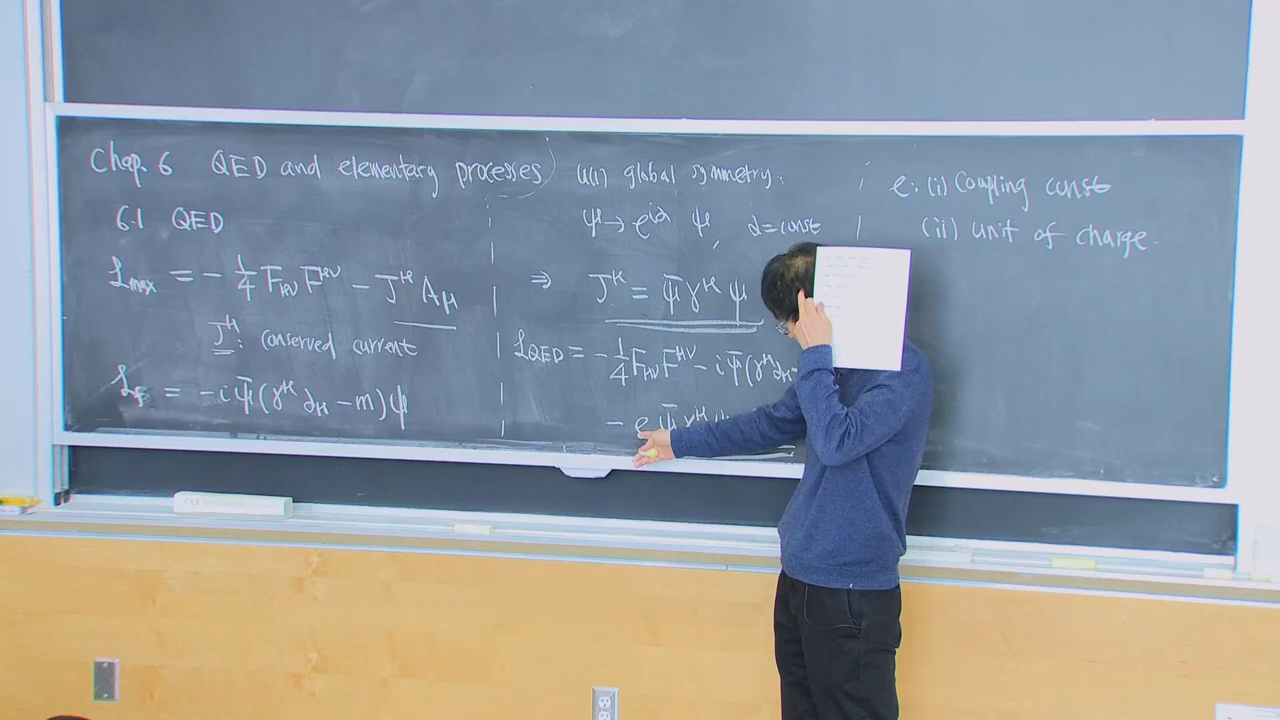 Chap. 6 QED and elementary processes
6.1 QED
ℒ_max = -1/4 F_μν F^μν - J^μ A_μ
J^μ: conserved current
ℒ_F = -i ψ̄ (γ^μ ∂_μ - m) ψ
U(1) global symmetry:
ψ → e^iα ψ, α = const
⇒ J^μ = ψ̄ γ^μ ψ
ℒ_QED = -1/4 F_μν F^μν - i ψ̄ (γ^μ ∂_μ -
- e ψ̄ γ^μ ψ
e: (i) Coupling const
(ii) unit of charge.